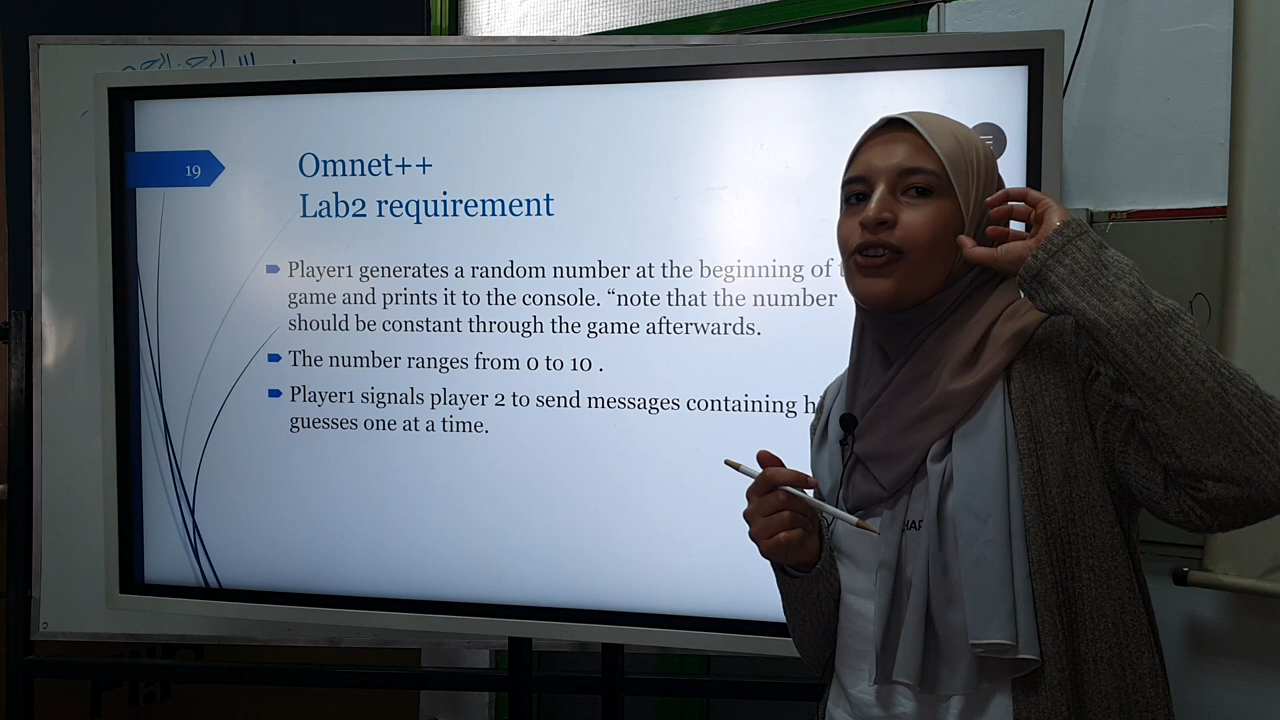 19
Omnet++
Lab2 requirement
Player1 generates a random number at the beginning of
game and prints it to the console. “note that the number
should be constant through the game afterwards.
The number ranges from 0 to 10 .
Player1 signals player 2 to send messages containing
guesses one at a time.
ABB